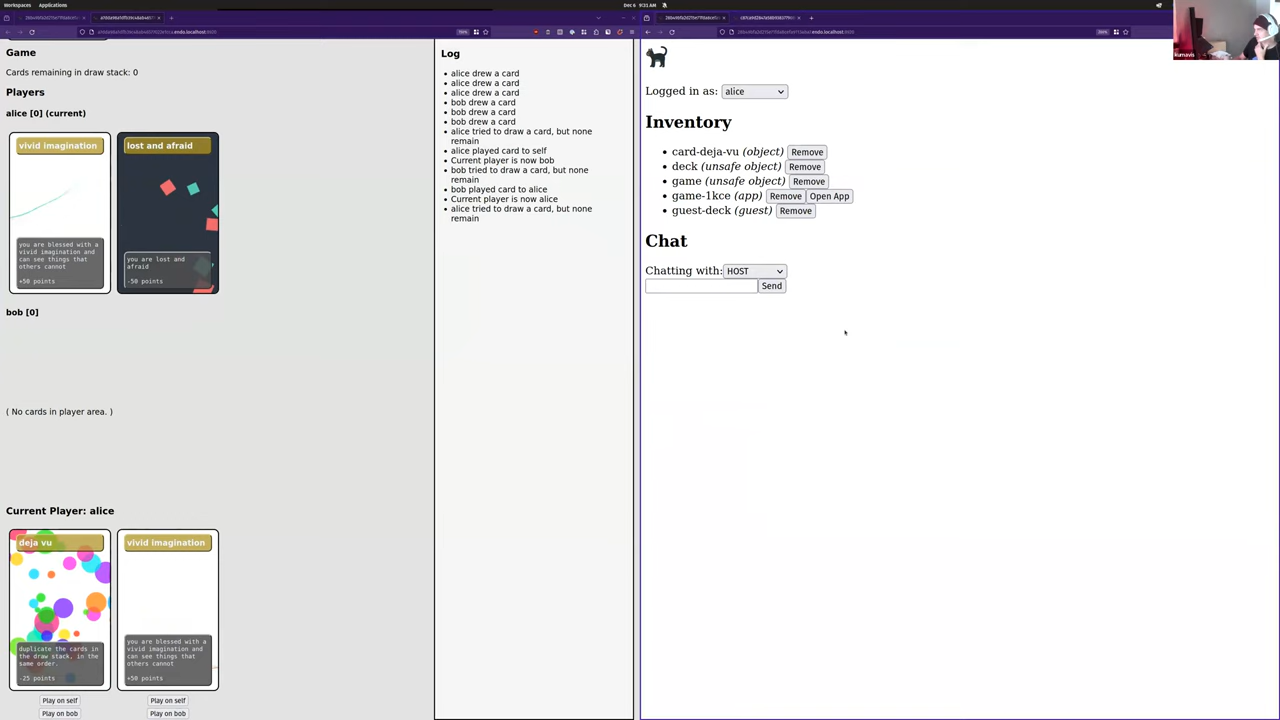 Workspaces Applications
Dec 6 9:31 AM
Game
Cards remaining in draw stack: 0
Players
alice [0] (current)
vivid imagination
you are blessed with a
vivid imagination and
can see things that
others cannot
+50 points
lost and afraid
you are lost and
afraid
-50 points
bob [0]
( No cards in player area. )
Current Player: alice
deja vu
duplicate the cards in
the draw stack, in the
same order.
-25 points
Play on self
Play on bob
vivid imagination
you are blessed with a
vivid imagination and
can see things that
others cannot
+50 points
Play on self
Play on bob
Log
alice drew a card
alice drew a card
alice drew a card
bob drew a card
bob drew a card
bob drew a card
alice tried to draw a card, but none
remain
alice played card to self
Current player is now bob
bob tried to draw a card, but none
remain
bob played card to alice
Current player is now alice
alice tried to draw a card, but none
remain
Logged in as: alice
Inventory
card-deja-vu (object) Remove
deck (unsafe object) Remove
game (unsafe object) Remove
game-1kce (app) Remove Open App
guest-deck (guest) Remove
Chat
Chatting with: HOST
Send
kumavis